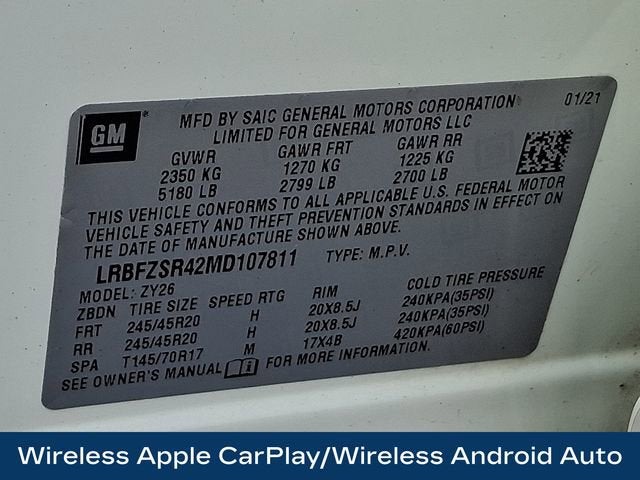 GM
MFD BY SAIC GENERAL MOTORS CORPORATION 01/21
LIMITED FOR GENERAL MOTORS LLC
GVWR GAWR FRT GAWR RR
2350 KG 1270 KG 1225 KG
5180 LB 2799 LB 2700 LB
THIS VEHICLE CONFORMS TO ALL APPLICABLE U.S. FEDERAL MOTOR
VEHICLE SAFETY AND THEFT PREVENTION STANDARDS IN EFFECT ON
THE DATE OF MANUFACTURE SHOWN ABOVE.
LRBFZSR42MD107811 TYPE: M.P.V.
MODEL: ZY26
ZBDN TIRE SIZE SPEED RTG RIM COLD TIRE PRESSURE
FRT 245/45R20 H 20X8.5J 240KPA(35PSI)
RR 245/45R20 H 20X8.5J 240KPA(35PSI)
SPA T145/70R17 M 17X4B 420KPA(60PSI)
SEE OWNER'S MANUAL FOR MORE INFORMATION.
Wireless Apple CarPlay/Wireless Android Auto